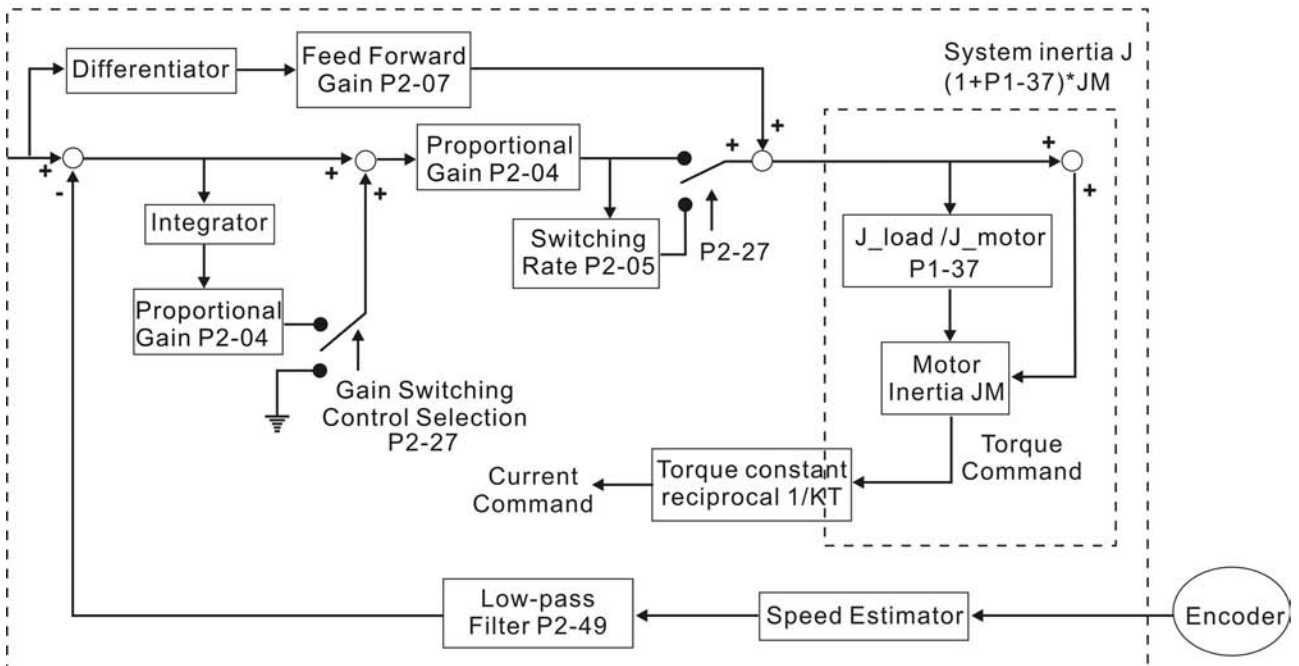 Differentiator
Feed Forward
Gain P2-07
System inertia J
(1+P1-37)*JM
+
-
+
+
Proportional
Gain P2-04
+
+
+
+
Integrator
Proportional
Gain P2-04
Switching
Rate P2-05
P2-27
J_load /J_motor
P1-37
Gain Switching
Control Selection
P2-27
Motor
Inertia JM
Torque
Command
Torque constant
reciprocal 1/KT
Current
Command
Low-pass
Filter P2-49
Speed Estimator
Encoder